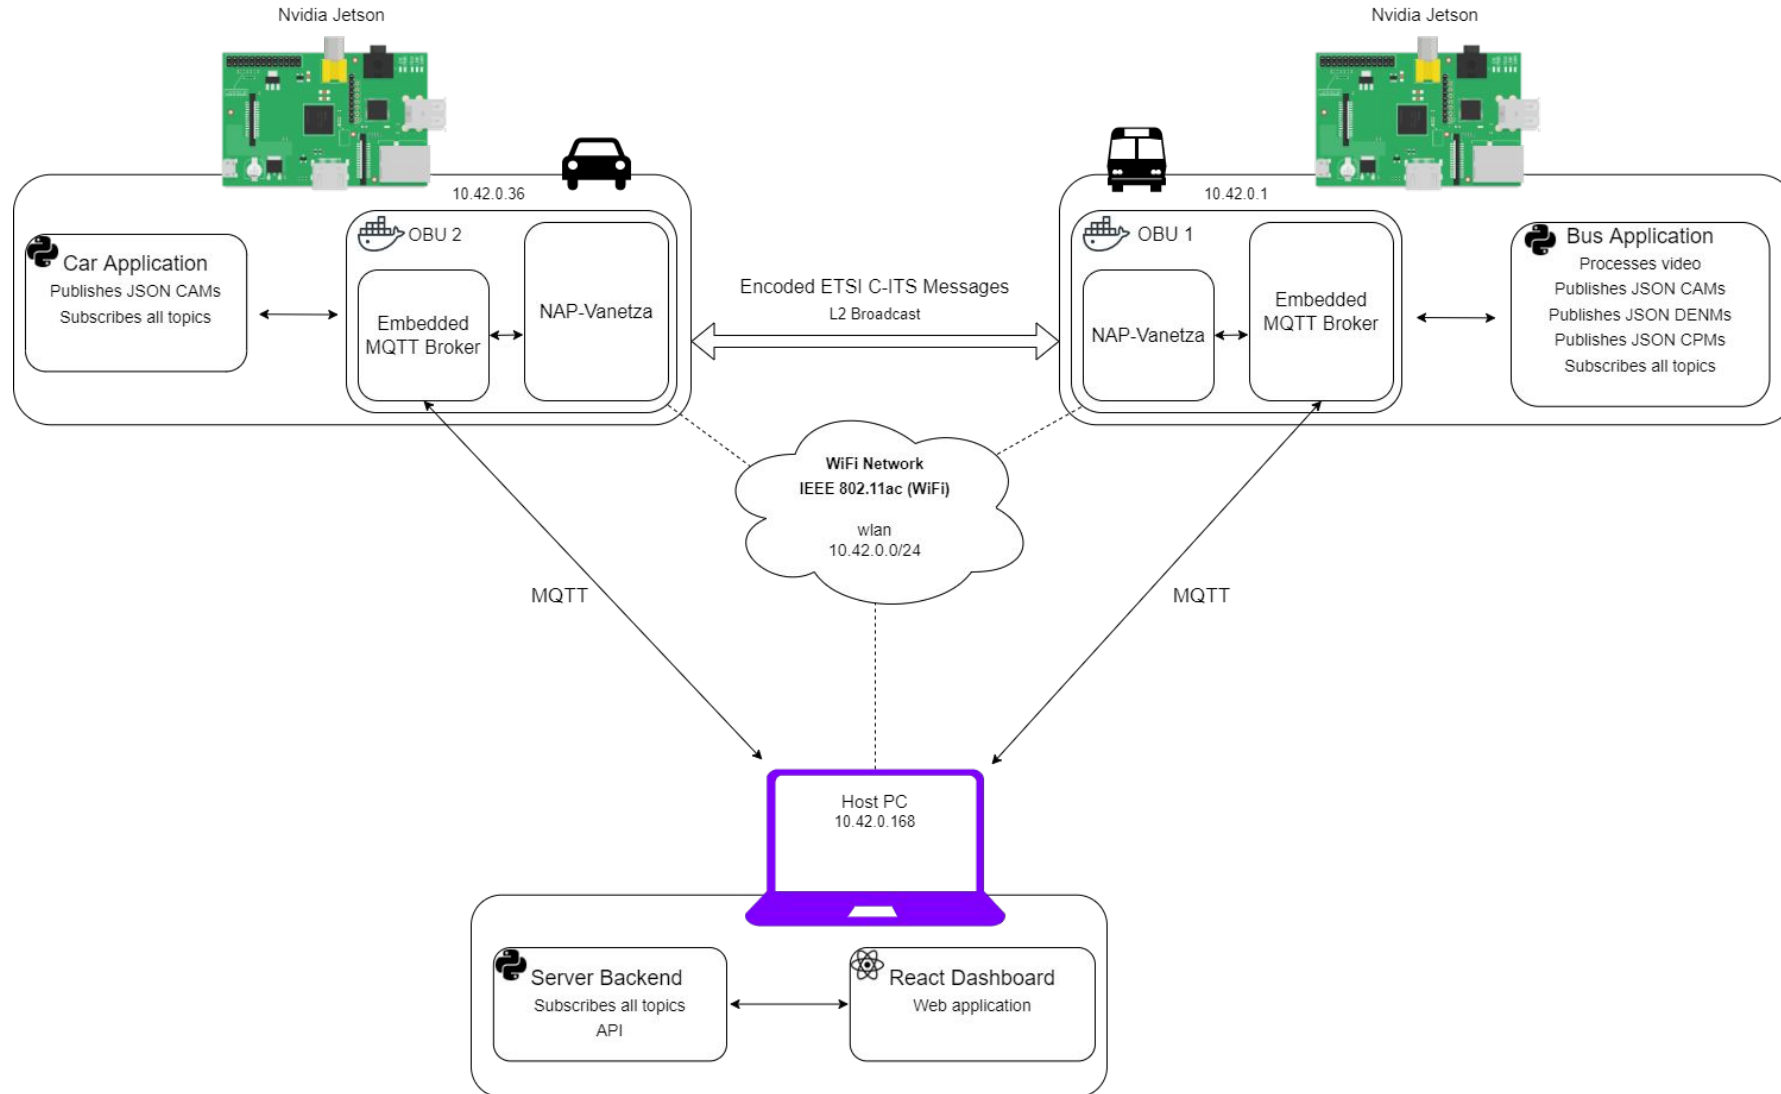 Nvidia Jetson
Nvidia Jetson
10.42.0.36
10.42.0.1
Car Application
Publishes JSON CAMs
Subscribes all topics
OBU 2
Embedded
MQTT Broker
NAP-Vanetza
Encoded ETSI C-ITS Messages
L2 Broadcast
OBU 1
NAP-Vanetza
Embedded
MQTT Broker
Bus Application
Processes video
Publishes JSON CAMs
Publishes JSON DENMs
Publishes JSON CPMs
Subscribes all topics
WiFi Network
IEEE 802.11ac (WiFi)
wlan
10.42.0.0/24
MQTT
MQTT
Host PC
10.42.0.168
Server Backend
Subscribes all topics
API
React Dashboard
Web application